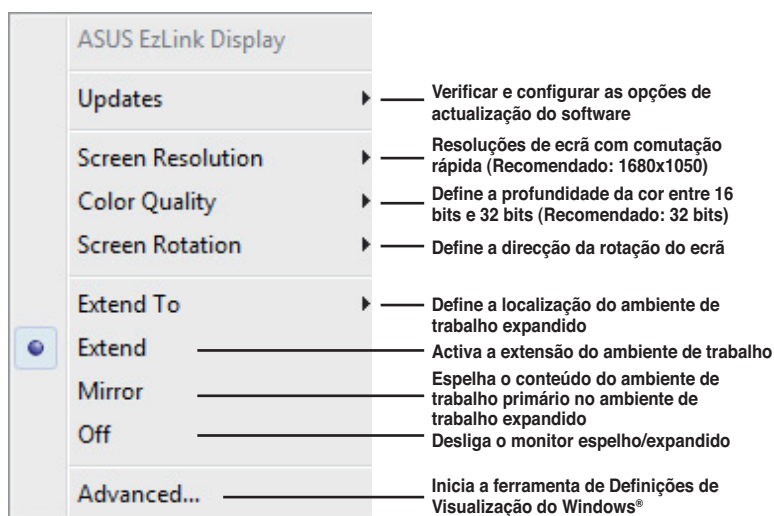 ASUS EzLink Display
Updates
Verificar e configurar as opções de
actualização do software
Screen Resolution
Resoluções de ecrã com comutação
rápida (Recomendado: 1680x1050)
Color Quality
Define a profundidade da cor entre 16
bits e 32 bits (Recomendado: 32 bits)
Screen Rotation
Define a direcção da rotação do ecrã
Extend To
Define a localização do ambiente de
trabalho expandido
Extend
Activa a extensão do ambiente de trabalho
Mirror
Espelha o conteúdo do ambiente de
trabalho primário no ambiente de
trabalho expandido
Off
Desliga o monitor espelho/expandido
Advanced...
Inicia a ferramenta de Definições de
Visualização do Windows®